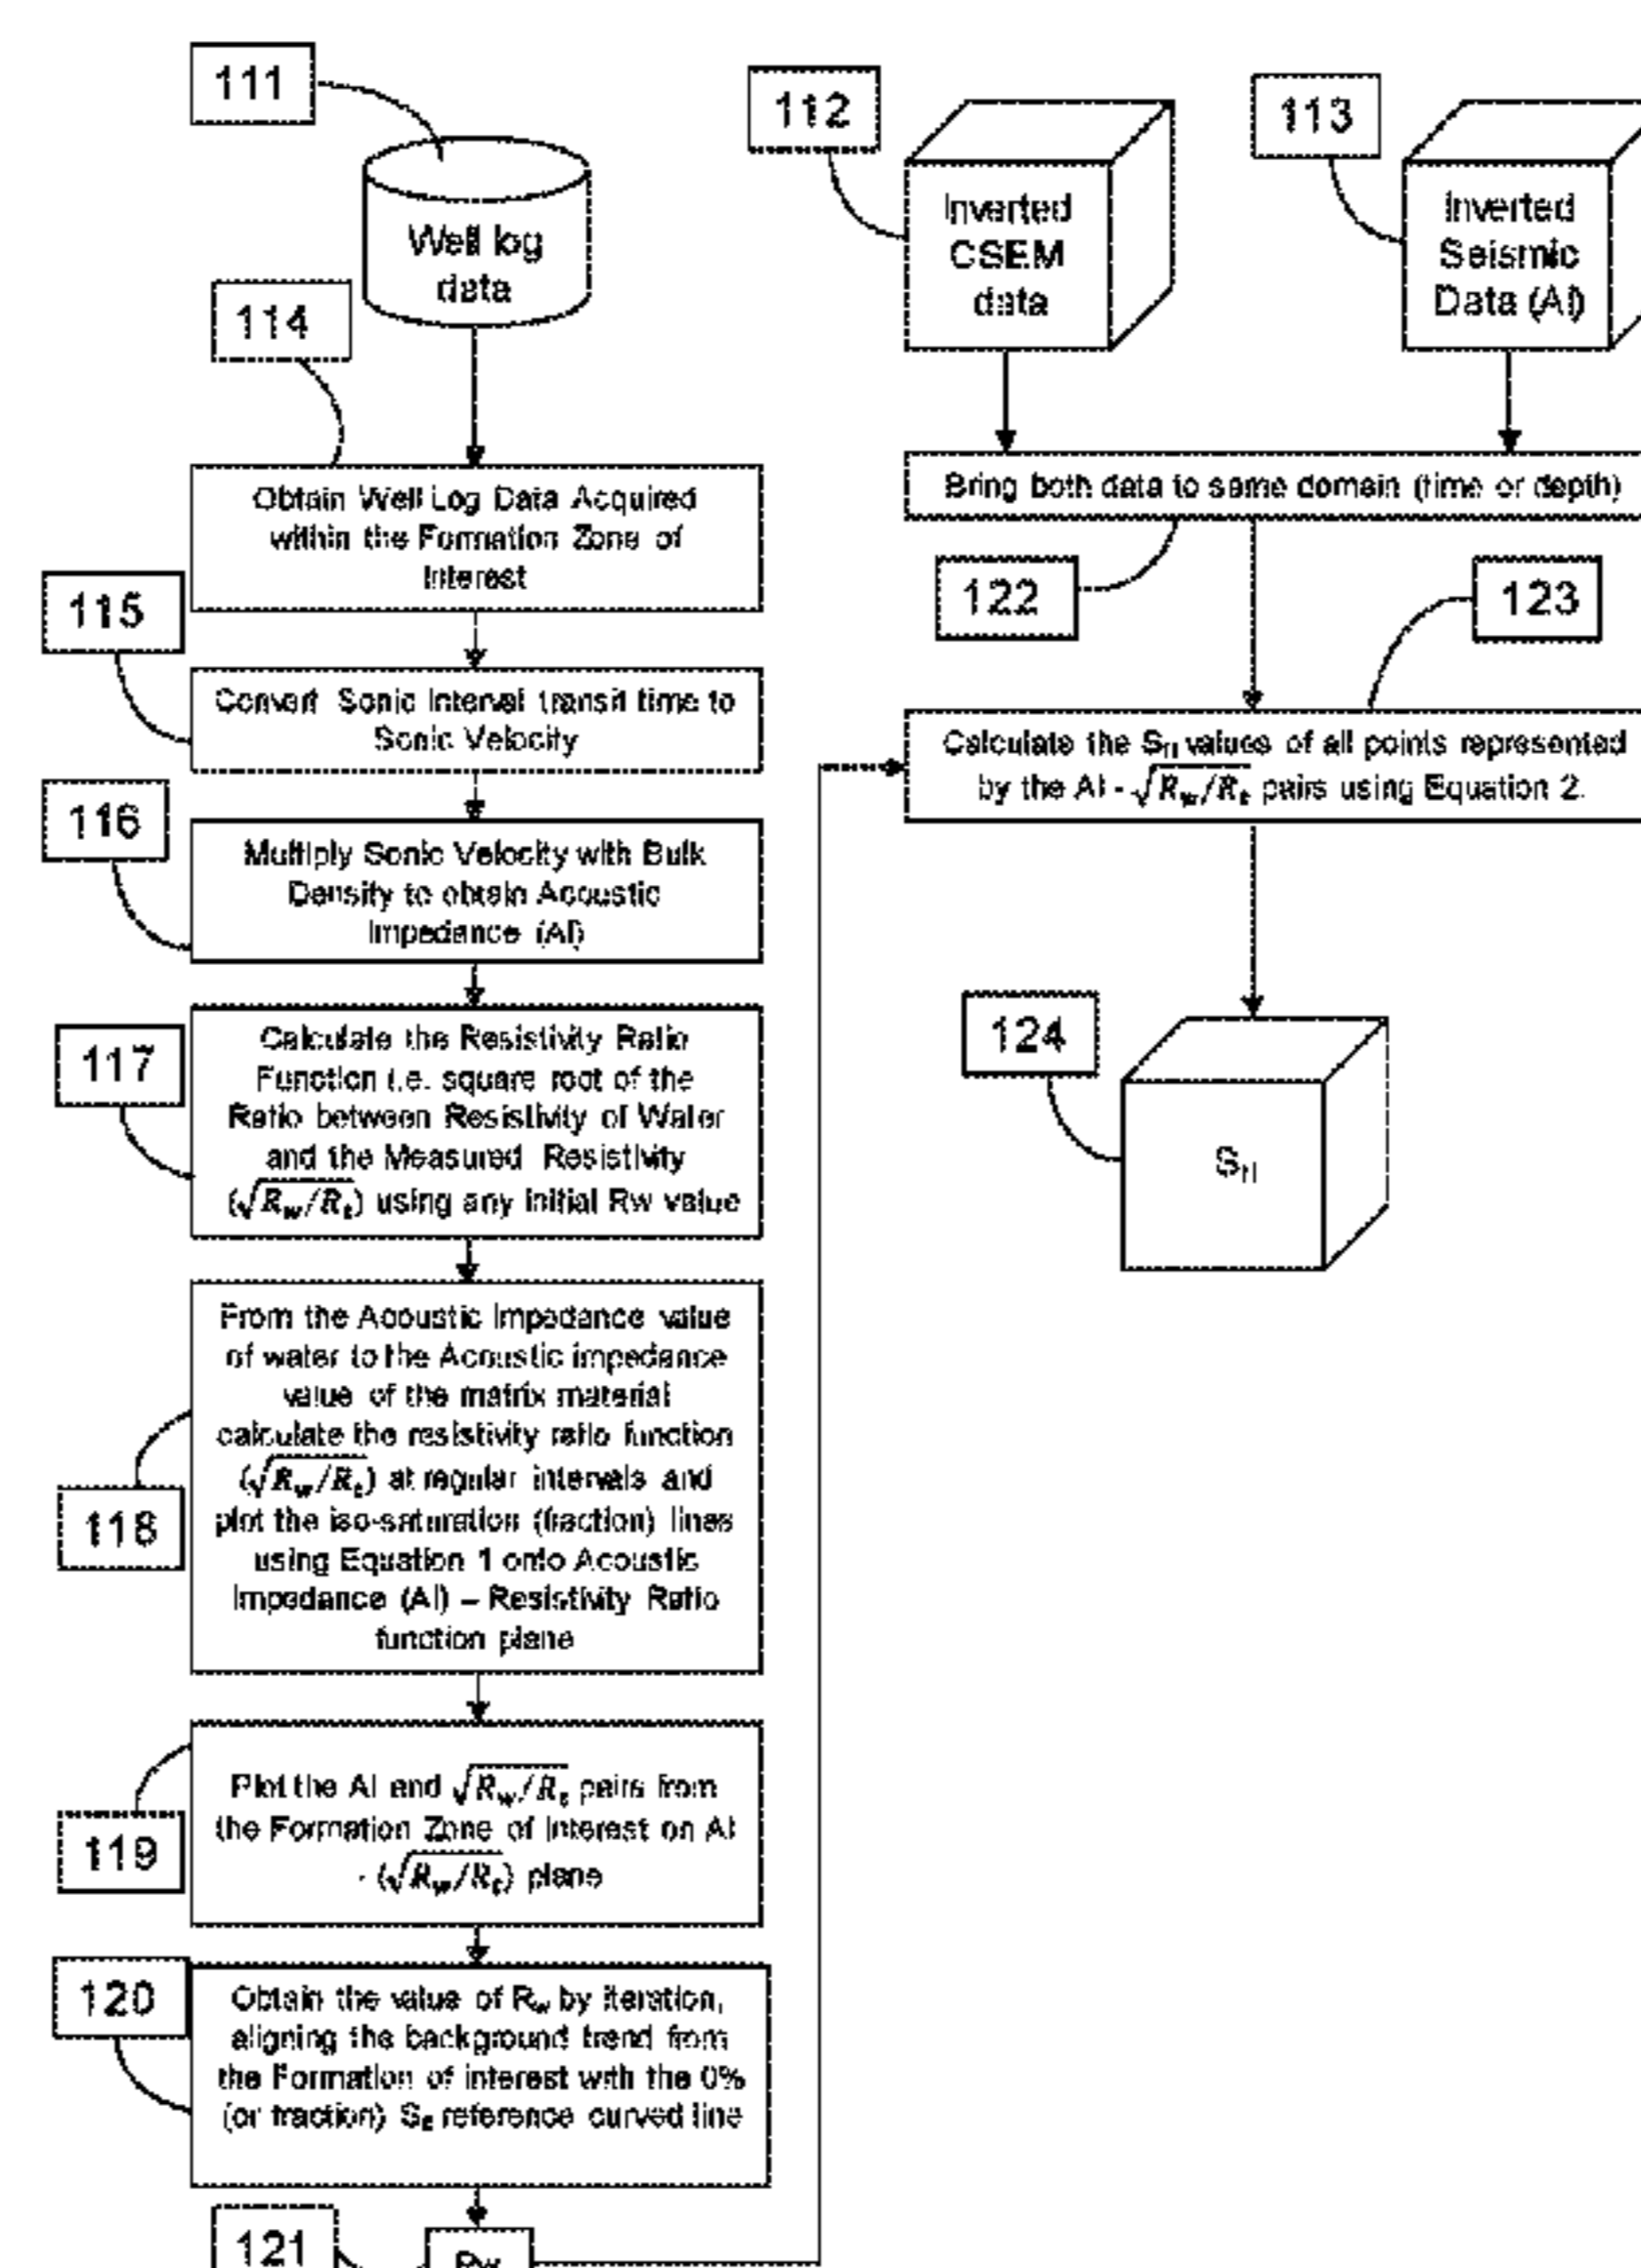 111
Well log
data
114
Obtain Well Log Data Acquired
within the Formation Zone of
Interest
115
Convert Sonic Interval transit time to
Sonic Velocity
116
Multiply Sonic Velocity with Bulk
Density to obtain Acoustic
Impedance (AI)
117
Calculate the Resistivity Ratio
Function i.e. square root of the
Ratio between Resistivity of Water
and the Measured Resistivity
(√Rw/Rt) using any initial Rw value
From the Acoustic Impedance value
of water to the Acoustic impedance
value of the matrix material
calculate the resistivity ratio function
(√Rw/Rt) at regular intervals and
plot the iso-saturation (fraction) lines
using Equation 1 onto Acoustic
Impedance (AI) – Resistivity Ratio
function plane
118
Plot the AI and √Rw/Rt pairs from
the Formation Zone of Interest on AI
- (√Rw/Rt) plane
119
120
Obtain the value of Rw by iteration,
aligning the background trend from
the Formation of interest with the 0%
(or fraction) reference curved line
121
Rw
112
Inverted
CSEM
data
113
Inverted
Seismic
Data (AI)
Bring both data to same domain (time or depth)
122
123
Calculate the SH values of all points represented
by the AI - √Rw/Rt pairs using Equation 2.
124
SH